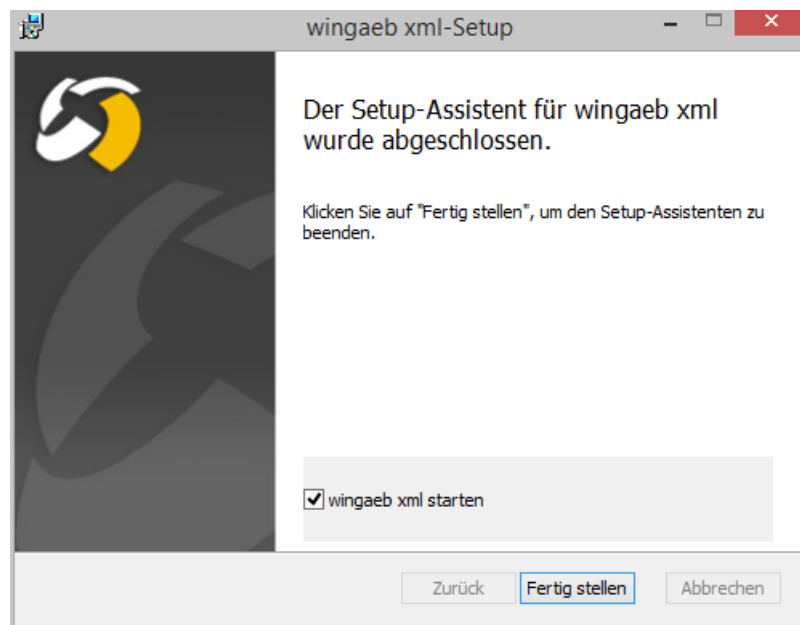 wingaeb xml-Setup
Der Setup-Assistent für wingaeb xml
wurde abgeschlossen.
Klicken Sie auf "Fertig stellen", um den Setup-Assistenten zu
beenden.
wingaeb xml starten
Zurück
Fertig stellen
Abbrechen